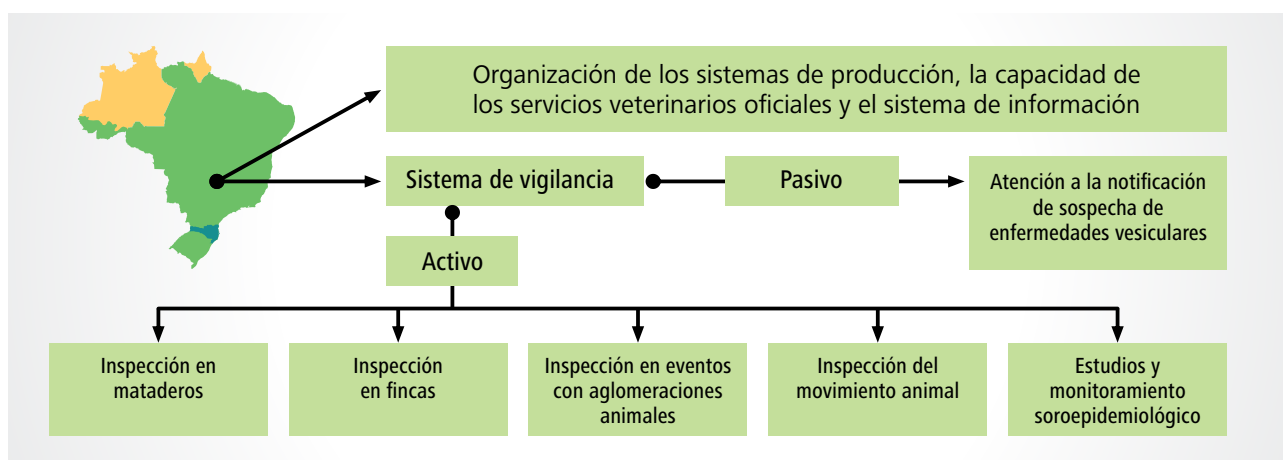 Organización de los sistemas de producción, la capacidad de
los servicios veterinarios oficiales y el sistema de información
Sistema de vigilancia
Pasivo
Atención a la notificación
de sospecha de
enfermedades vesiculares
Activo
Inspección en
mataderos
Inspección
en fincas
Inspección en eventos
con aglomeraciones
animales
Inspección del
movimiento animal
Estudios y
monitoramiento
soroepidemiológico